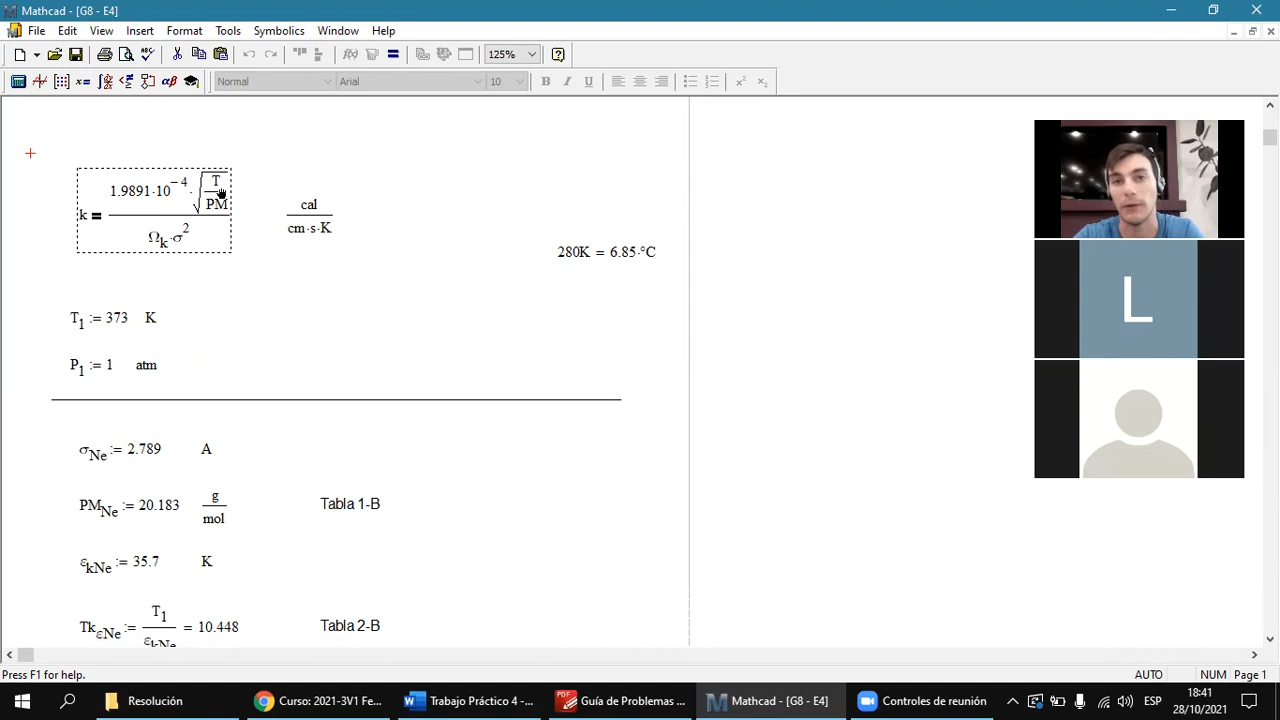 Mathcad - [G8 - E4]
File Edit View Insert Format Tools Symbolics Window Help
125%
Normal Arial 10 B I U
k = 1.9891·10^-4·√(T/PM) / (Ω_k·σ^2) cal/(cm·s·K)
280K = 6.85·°C
T_1 := 373 K
P_1 := 1 atm
σ_Ne := 2.789 A
PM_Ne := 20.183 g/mol Tabla 1-B
ε_kNe := 35.7 K
Tk_εNe := T_1/ε_kNe = 10.448 Tabla 2-B
L
Press F1 for help. AUTO NUM Page 1
Resolución Curso: 2021-3V1 Fe... Trabajo Práctico 4 -... Guía de Problemas ... Mathcad - [G8 - E4] Controles de reunión ESP 18:41
28/10/2021